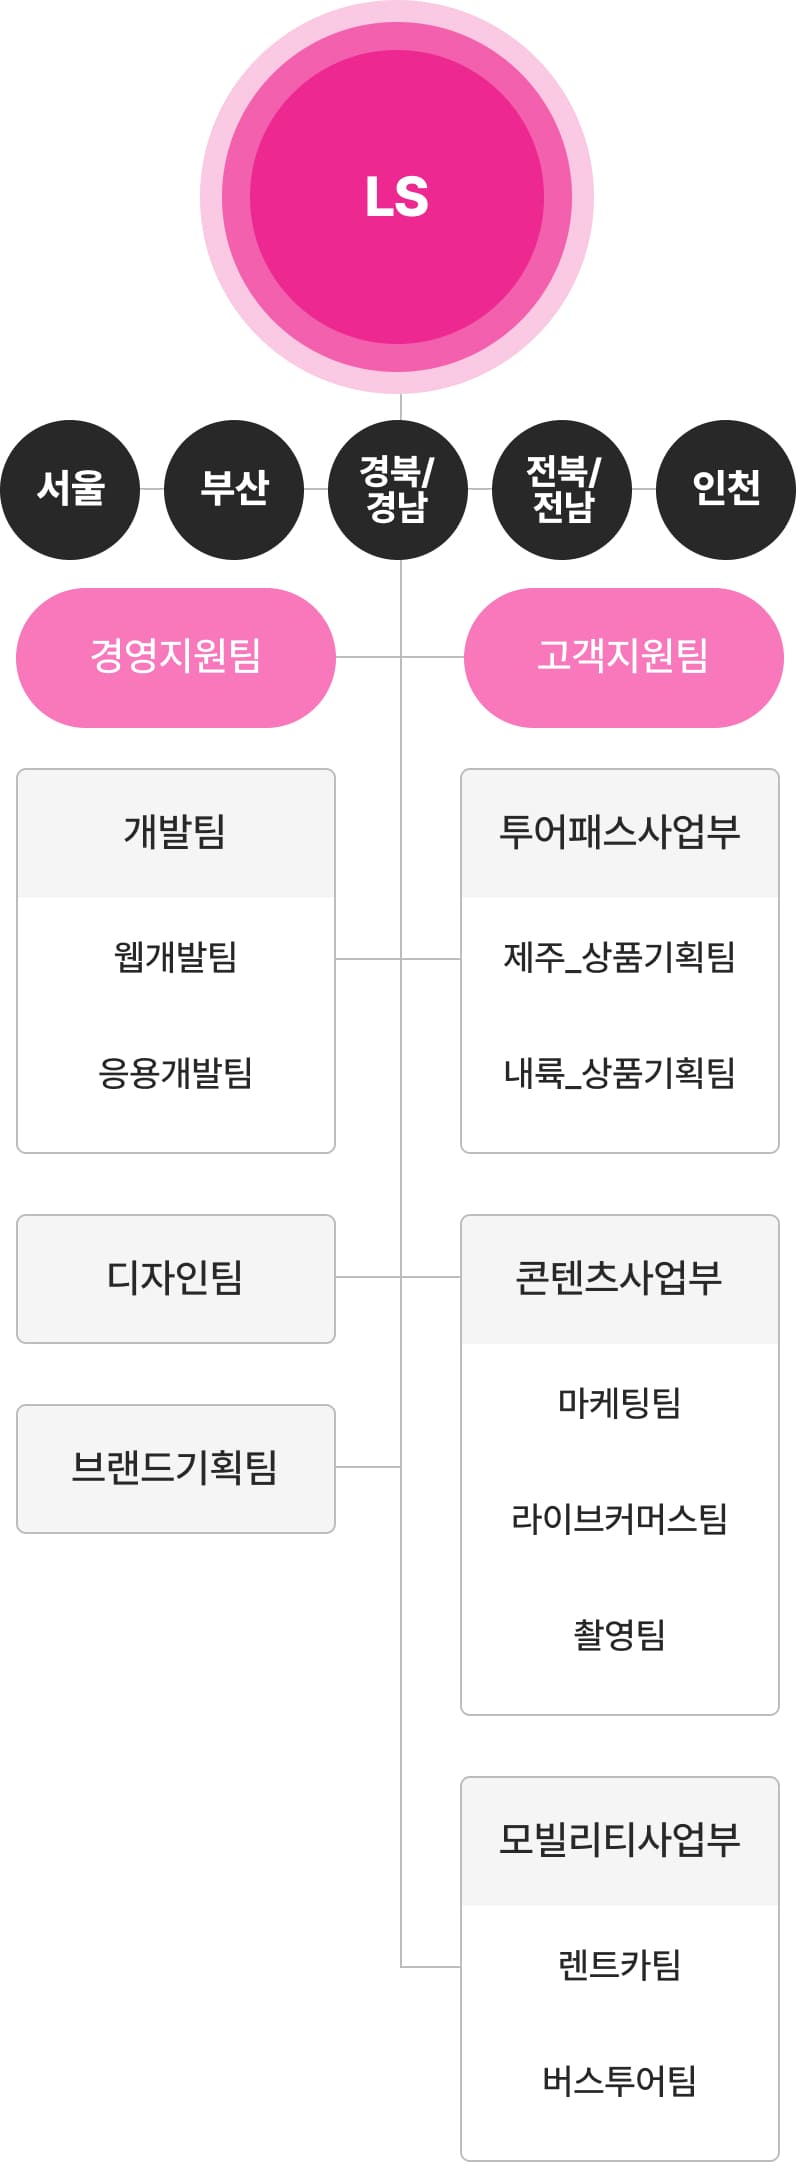 LS
서울
부산
경북/
경남
전북/
전남
인천
경영지원팀
고객지원팀
개발팀
웹개발팀
응용개발팀
투어패스사업부
제주_상품기획팀
내륙_상품기획팀
디자인팀
브랜드기획팀
콘텐츠사업부
마케팅팀
라이브커머스팀
촬영팀
모빌리티사업부
렌트카팀
버스투어팀